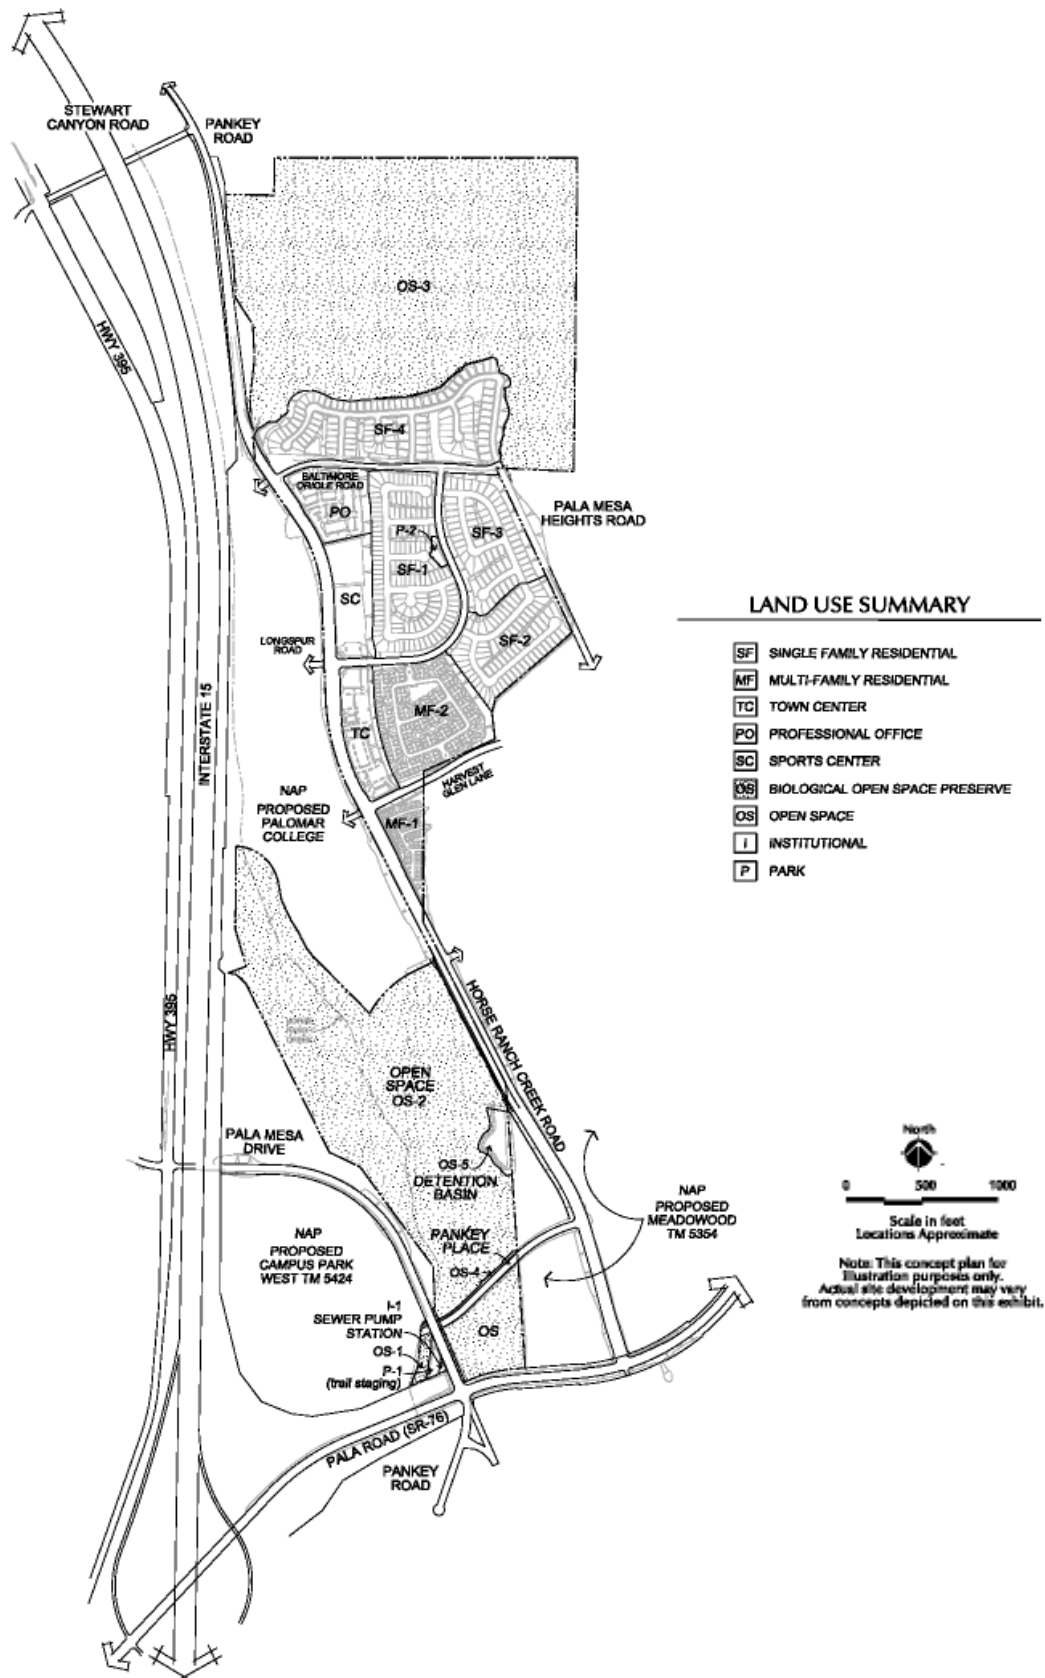 STEWART
CANYON ROAD
PANKEY
ROAD
OS-3
HWY 395
SF-4
BALTIMORE
ORIOLE ROAD
PO
PALA MESA
HEIGHTS ROAD
P-2
SF-3
SF-1
SC
LONGSPUR
ROAD
SF-2
INTERSTATE 15
MF-2
TC
HARVEST
GLEN LANE
NAP
PROPOSED
PALOMAR
COLLEGE
MF-1
LAND USE SUMMARY
SF SINGLE FAMILY RESIDENTIAL
MF MULTI-FAMILY RESIDENTIAL
TC TOWN CENTER
PO PROFESSIONAL OFFICE
SC SPORTS CENTER
OS BIOLOGICAL OPEN SPACE PRESERVE
OS OPEN SPACE
I INSTITUTIONAL
P PARK
HWY 395
HORSE RANCH CREEK ROAD
OPEN
SPACE
OS-2
PALA MESA
DRIVE
OS-5
DETENTION
BASIN
NAP
PROPOSED
MEADOWOOD
TM 5354
NAP
PROPOSED
CAMPUS PARK
WEST TM 5424
PANKEY
PLACE
OS-4
I-1
SEWER PUMP
STATION
OS-1
P-1
(trail staging)
OS
PALA ROAD (SR-76)
PANKEY
ROAD
North
0 500 1000
Scale in feet
Locations Approximate
Note: This concept plan for
illustration purposes only.
Actual site development may vary
from concepts depicted on this exhibit.